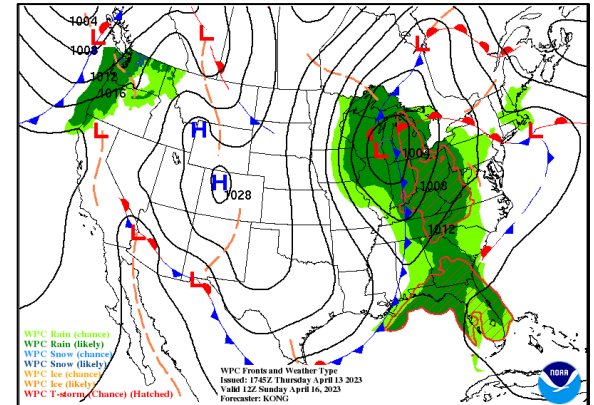 1004
L
L
L
1008
1012
1016
L
H
L
L
1004
H
1028
1008
1012
L
L
WPC Rain (chance)
WPC Rain (likely)
WPC Snow (chance)
WPC Snow (likely)
WPC Ice (chance)
WPC Ice (likely)
WPC T-storm (Chance) (Hatched)
WPC Fronts and Weather Type
Issued: 1745Z Thursday April 13 2023
Valid 12Z Sunday April 16, 2023
Forecaster: KONG
NOAA